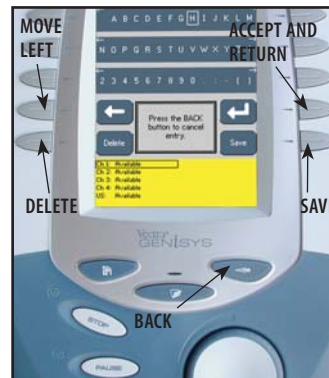 MOVE LEFT
ACCEPT AND RETURN
A B C D E F G H I J K L M
N O P Q R S T U V W X Y
2 3 4 5 6 7 8 9 0 . : - ( )
Press the BACK
button to cancel
entry.
Delete
Save
Ch 1: Available
Ch 2: Available
Ch 3: Available
Ch 4: Available
US: Available
DELETE
SAV
Vectra
GENISYS
BACK
STOP
PAUSE